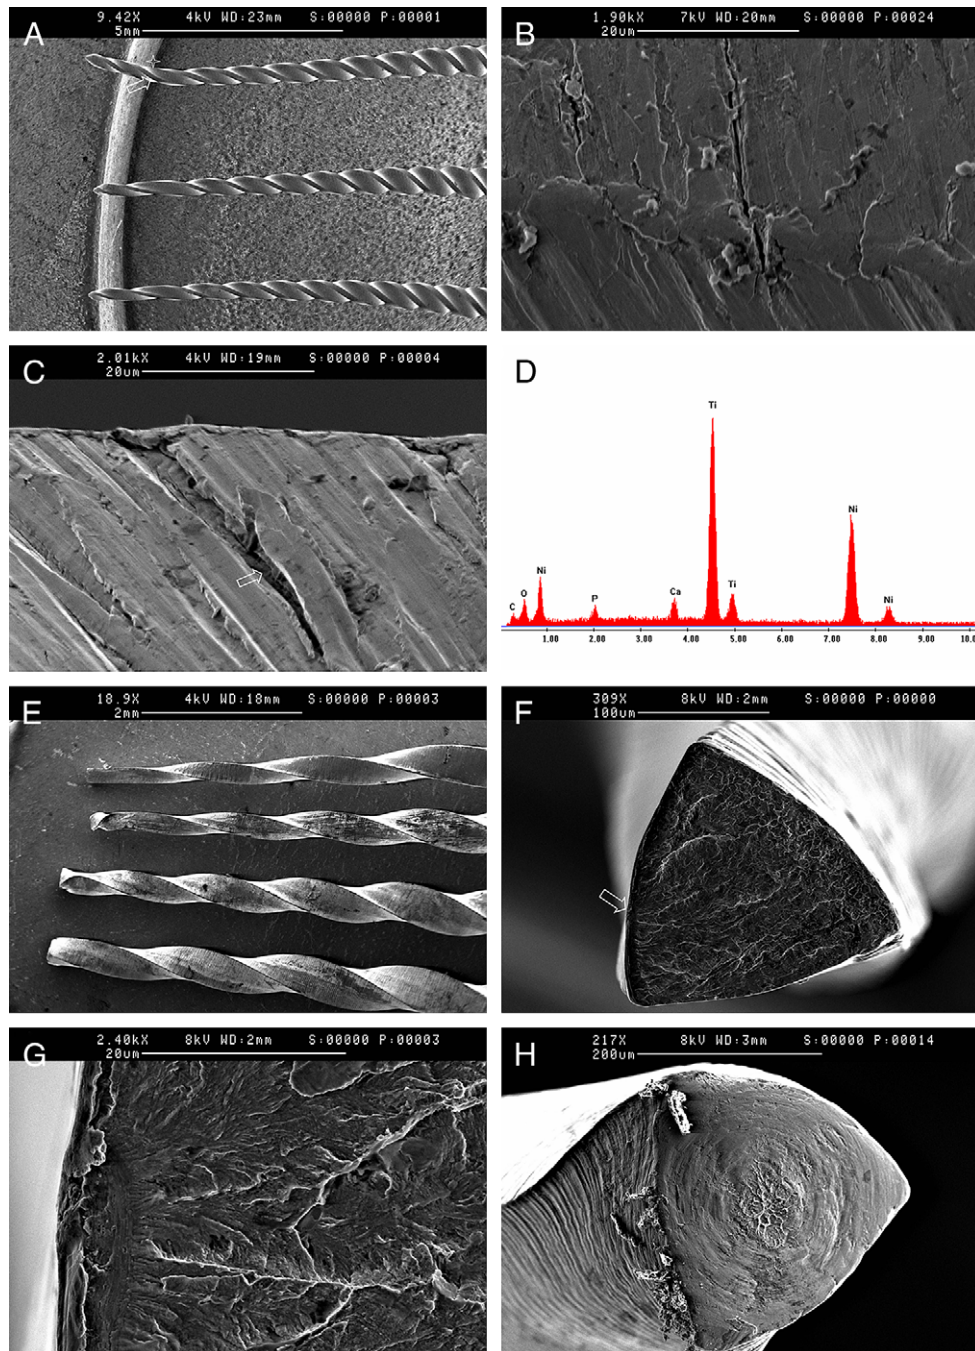 A
9.42KX 4kV WD:23mm S:00000 P:00001
5mm
B
1.90KX 7kV WD:20mm S:00000 P:00024
20um
C
2.01kX 4kV WD:19mm S:00000 P:00004
20um
D
Ti
Ni
Ni
O
C
P
Ca
Ti
Ni
1.00 2.00 3.00 4.00 5.00 6.00 7.00 8.00 9.00 10.0
E
18.9X 4kV WD:18mm S:00000 P:00003
2mm
F
309X 8kV WD:2mm S:00000 P:00000
100um
G
2.40kX 8kV WD:2mm S:00000 P:00003
20um
H
217X 8kV WD:3mm S:00000 P:00014
200um